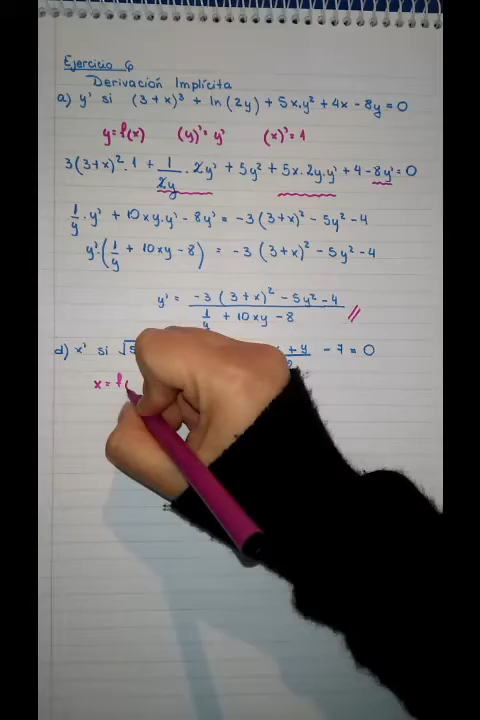 Ejercicio 6
Derivación Implícita
a) y' si (3+x)³ + ln(2y) + 5x.y² + 4x - 8y = 0
y = f(x) (y)' = y' (x)' = 1
3(3+x)² . 1 + 1/2y . 2y' + 5y² + 5x . 2y . y' + 4 - 8y' = 0
1/y . y' + 10xy . y' - 8y' = -3(3+x)² - 5y² - 4
y' . (1/y + 10xy - 8) = -3(3+x)² - 5y² - 4
y' = (-3(3+x)² - 5y² - 4) / (1/y + 10xy - 8) //
d) x' si - 7 = 0
x = f(